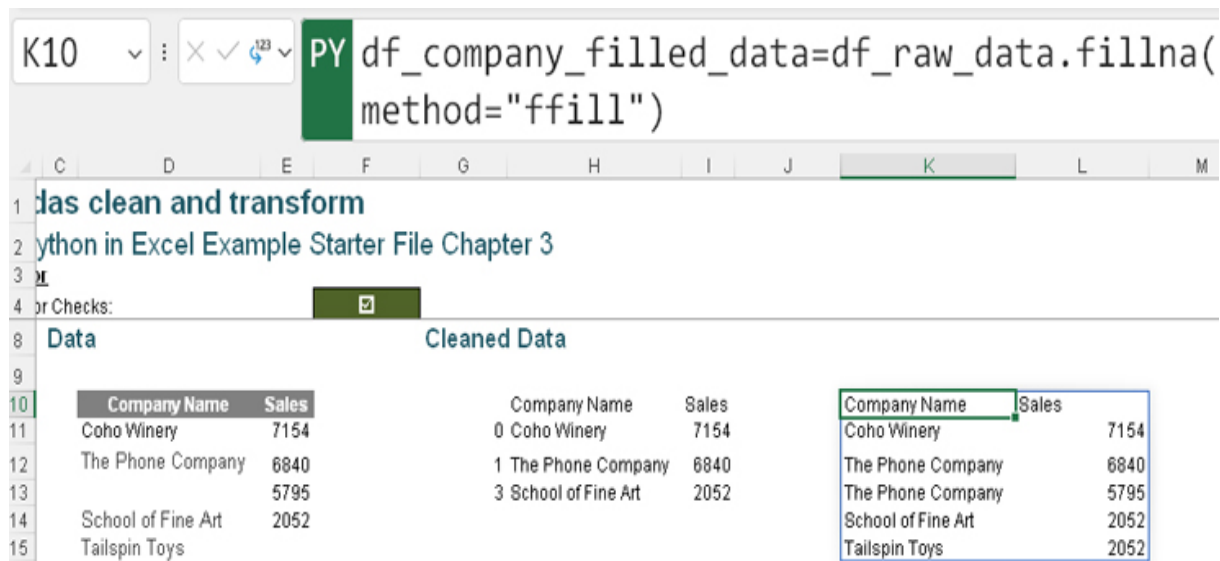 K10 123 PY df_company_filled_data=df_raw_data.fillna(
method="ffill")
C D E F G H I J K L M
1 das clean and transform
2 ython in Excel Example Starter File Chapter 3
3 or
4 or Checks:
8 Data Cleaned Data
9
10 Company Name Sales Company Name Sales Company Name Sales
11 Coho Winery 7154 0 Coho Winery 7154 Coho Winery 7154
12 The Phone Company 6840 1 The Phone Company 6840 The Phone Company 6840
13 5795 3 School of Fine Art 2052 The Phone Company 5795
14 School of Fine Art 2052 School of Fine Art 2052
15 Tailspin Toys Tailspin Toys 2052